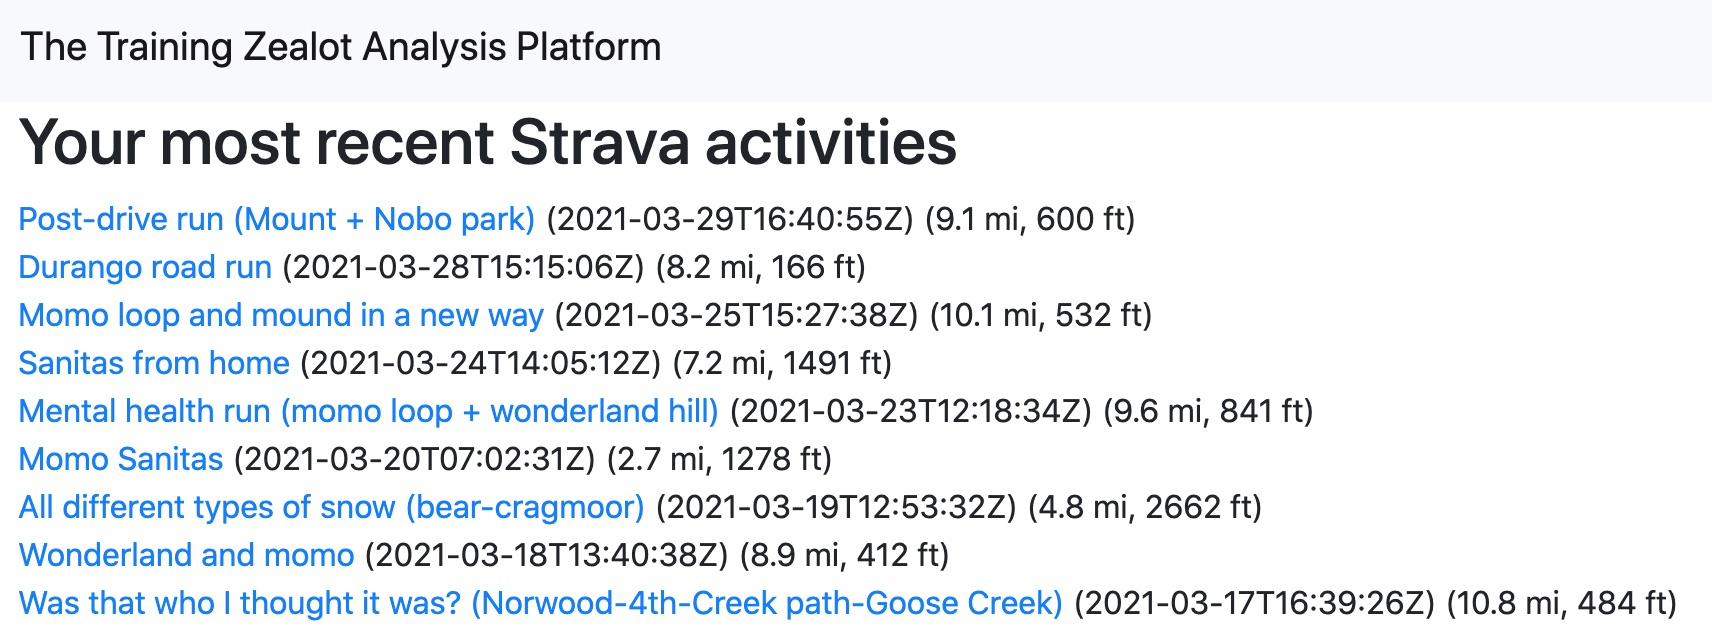 The Training Zealot Analysis Platform
Your most recent Strava activities
Post-drive run (Mount + Nobo park) (2021-03-29T16:40:55Z) (9.1 mi, 600 ft)
Durango road run (2021-03-28T15:15:06Z) (8.2 mi, 166 ft)
Momo loop and mound in a new way (2021-03-25T15:27:38Z) (10.1 mi, 532 ft)
Sanitas from home (2021-03-24T14:05:12Z) (7.2 mi, 1491 ft)
Mental health run (momo loop + wonderland hill) (2021-03-23T12:18:34Z) (9.6 mi, 841 ft)
Momo Sanitas (2021-03-20T07:02:31Z) (2.7 mi, 1278 ft)
All different types of snow (bear-cragmoor) (2021-03-19T12:53:32Z) (4.8 mi, 2662 ft)
Wonderland and momo (2021-03-18T13:40:38Z) (8.9 mi, 412 ft)
Was that who I thought it was? (Norwood-4th-Creek path-Goose Creek) (2021-03-17T16:39:26Z) (10.8 mi, 484 ft)